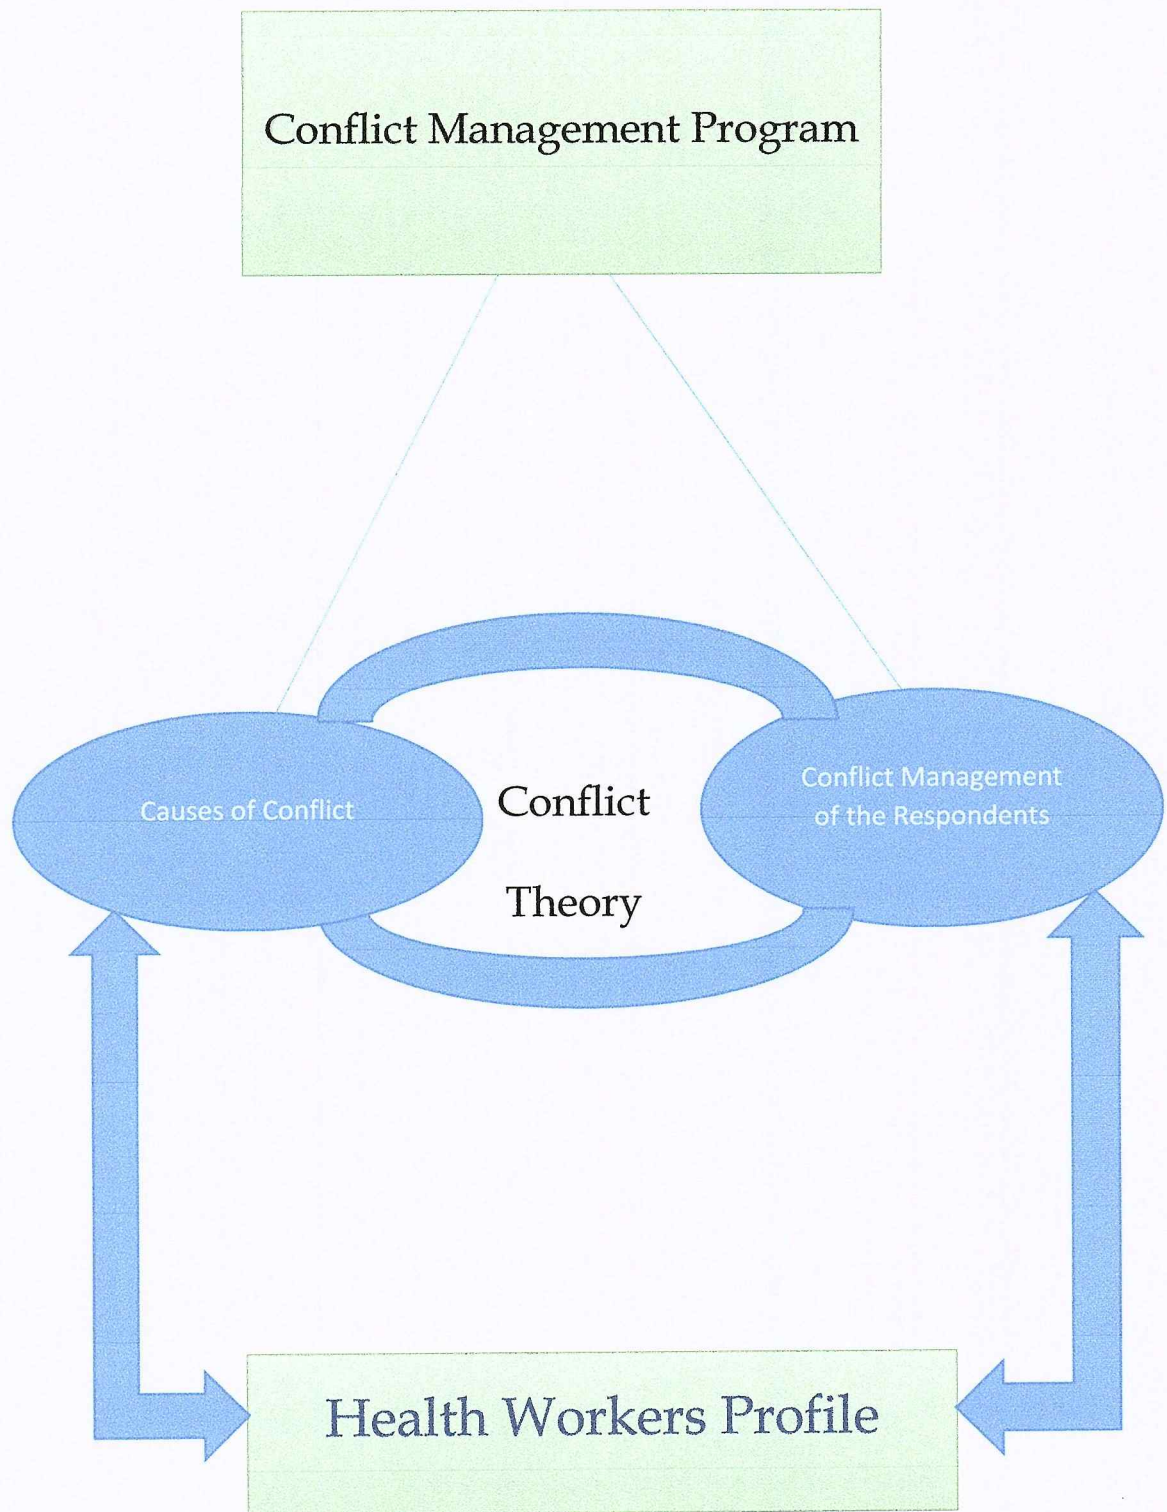 Conflict Management Program
Causes of Conflict
Conflict
Theory
Conflict Management
of the Respondents
Health Workers Profile